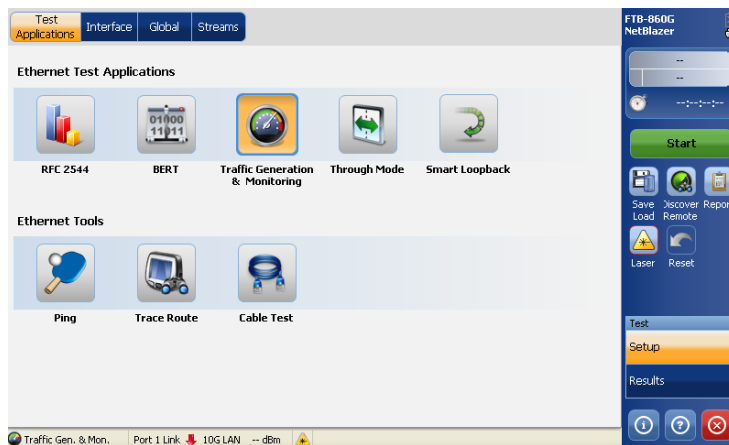 Test
Applications
Interface
Global
Streams
FTB-860G
NetBlazer
--
--
--:--:--
Start
Ethernet Test Applications
01000
11011
RFC 2544
BERT
Traffic Generation
& Monitoring
Through Mode
Smart Loopback
Save
Load
Discover
Remote
Repor
Laser
Reset
Ethernet Tools
Ping
Trace Route
Cable Test
Test
Setup
Results
Traffic Gen. & Mon.
Port 1 Link
10G LAN
-- dBm